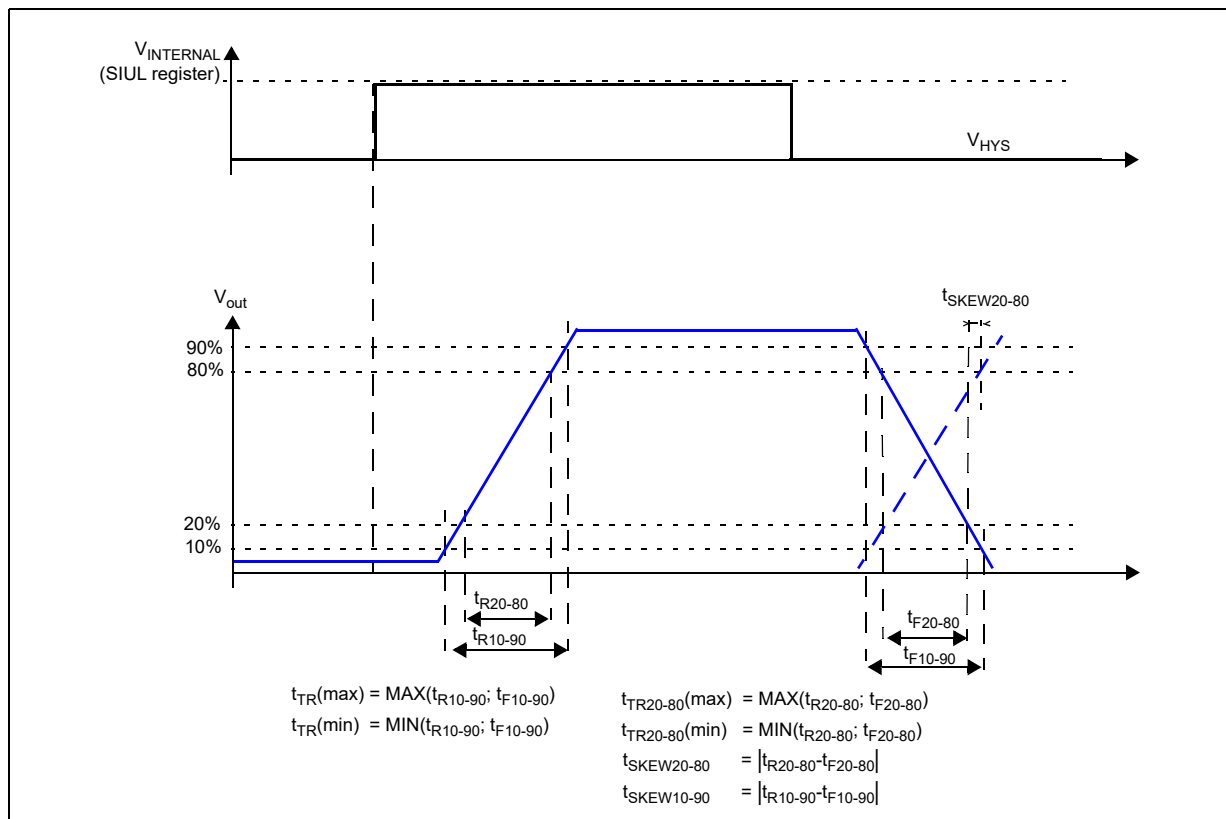 VINTERNAL
(SIUL register)
VHYS
Vout
tSKEW20-80
90%
80%
20%
10%
tR20-80
tR10-90
tF20-80
tF10-90
tTR(max) = MAX(tR10-90; tF10-90)
tTR(min) = MIN(tR10-90; tF10-90)
tTR20-80(max) = MAX(tR20-80; tF20-80)
tTR20-80(min) = MIN(tR20-80; tF20-80)
tSKEW20-80 = |tR20-80-tF20-80|
tSKEW10-90 = |tR10-90-tF10-90|